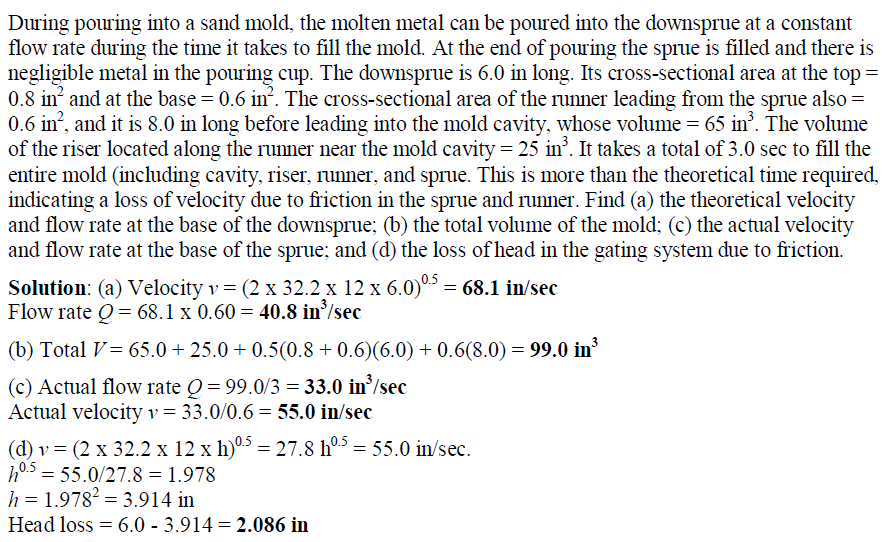 During pouring into a sand mold, the molten metal can be poured into the downsprue at a constant
flow rate during the time it takes to fill the mold. At the end of pouring the sprue is filled and there is
negligible metal in the pouring cup. The downsprue is 6.0 in long. Its cross-sectional area at the top =
0.8 in² and at the base = 0.6 in². The cross-sectional area of the runner leading from the sprue also =
0.6 in², and it is 8.0 in long before leading into the mold cavity, whose volume = 65 in³. The volume
of the riser located along the runner near the mold cavity = 25 in³. It takes a total of 3.0 sec to fill the
entire mold (including cavity, riser, runner, and sprue. This is more than the theoretical time required,
indicating a loss of velocity due to friction in the sprue and runner. Find (a) the theoretical velocity
and flow rate at the base of the downsprue; (b) the total volume of the mold; (c) the actual velocity
and flow rate at the base of the sprue; and (d) the loss of head in the gating system due to friction.
Solution: (a) Velocity v = (2 x 32.2 x 12 x 6.0)⁰·⁵ = 68.1 in/sec
Flow rate Q = 68.1 x 0.60 = 40.8 in³/sec
(b) Total V = 65.0 + 25.0 + 0.5(0.8 + 0.6)(6.0) + 0.6(8.0) = 99.0 in³
(c) Actual flow rate Q = 99.0/3 = 33.0 in³/sec
Actual velocity v = 33.0/0.6 = 55.0 in/sec
(d) v = (2 x 32.2 x 12 x h)⁰·⁵ = 27.8 h⁰·⁵ = 55.0 in/sec.
h⁰·⁵ = 55.0/27.8 = 1.978
h = 1.978² = 3.914 in
Head loss = 6.0 - 3.914 = 2.086 in